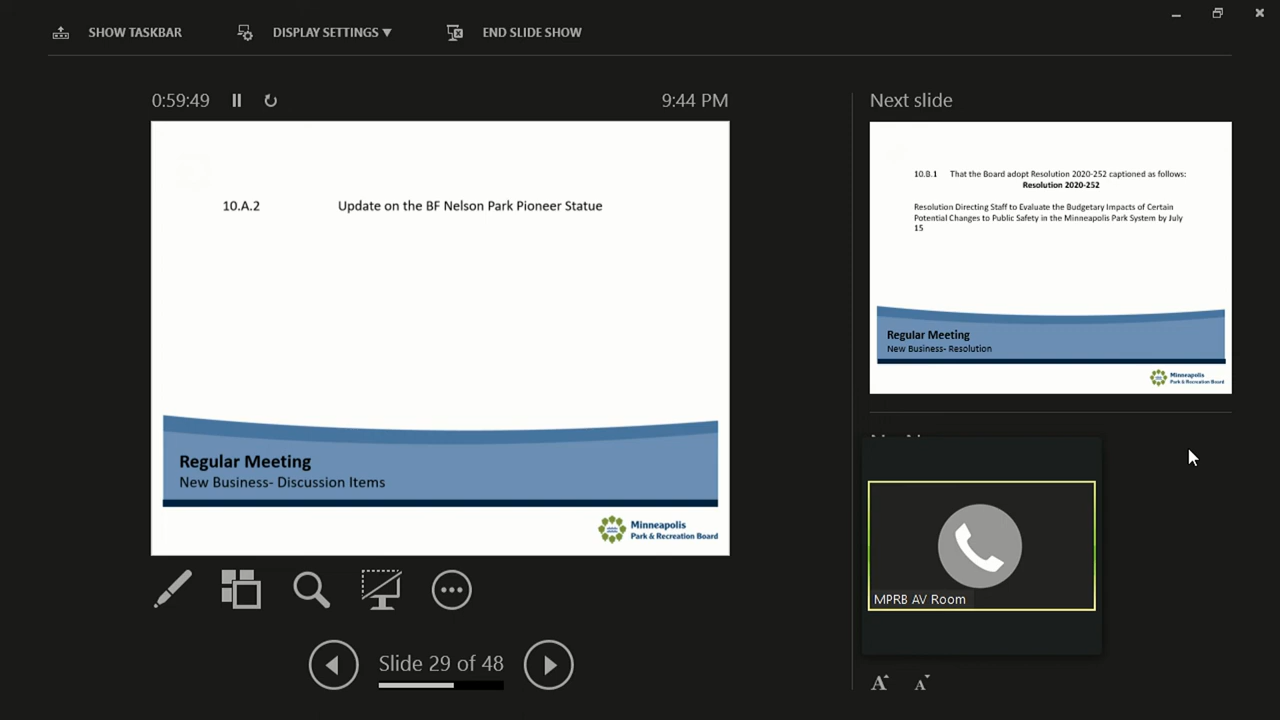 SHOW TASKBAR
DISPLAY SETTINGS ▼
END SLIDE SHOW
0:59:49
9:44 PM
Next slide
10.A.2 Update on the BF Nelson Park Pioneer Statue
Regular Meeting
New Business- Discussion Items
Minneapolis
Park & Recreation Board
10.B.1 That the Board adopt Resolution 2020-252 captioned as follows:
Resolution 2020-252
Resolution Directing Staff to Evaluate the Budgetary Impacts of Certain
Potential Changes to Public Safety in the Minneapolis Park System by July
15
Regular Meeting
New Business- Resolution
Minneapolis
Park & Recreation Board
MPRB AV Room
Slide 29 of 48
A A